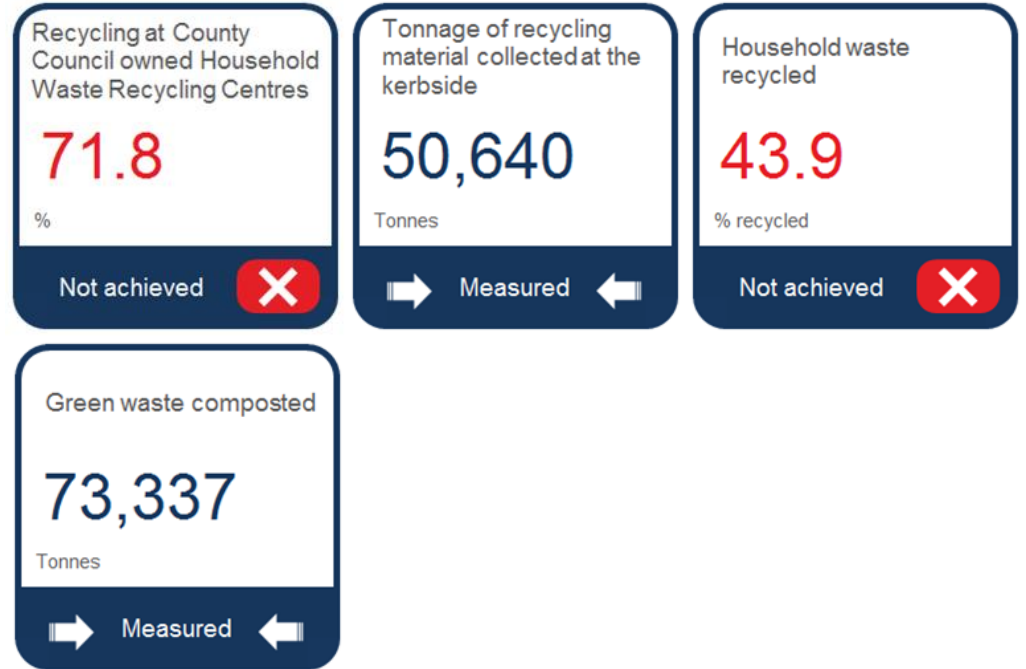 Recycling at County
Council owned Household
Waste Recycling Centres
71.8
%
Not achieved
Tonnage of recycling
material collected at the
kerbside
50,640
Tonnes
Measured
Household waste
recycled
43.9
% recycled
Not achieved
Green waste composted
73,337
Tonnes
Measured